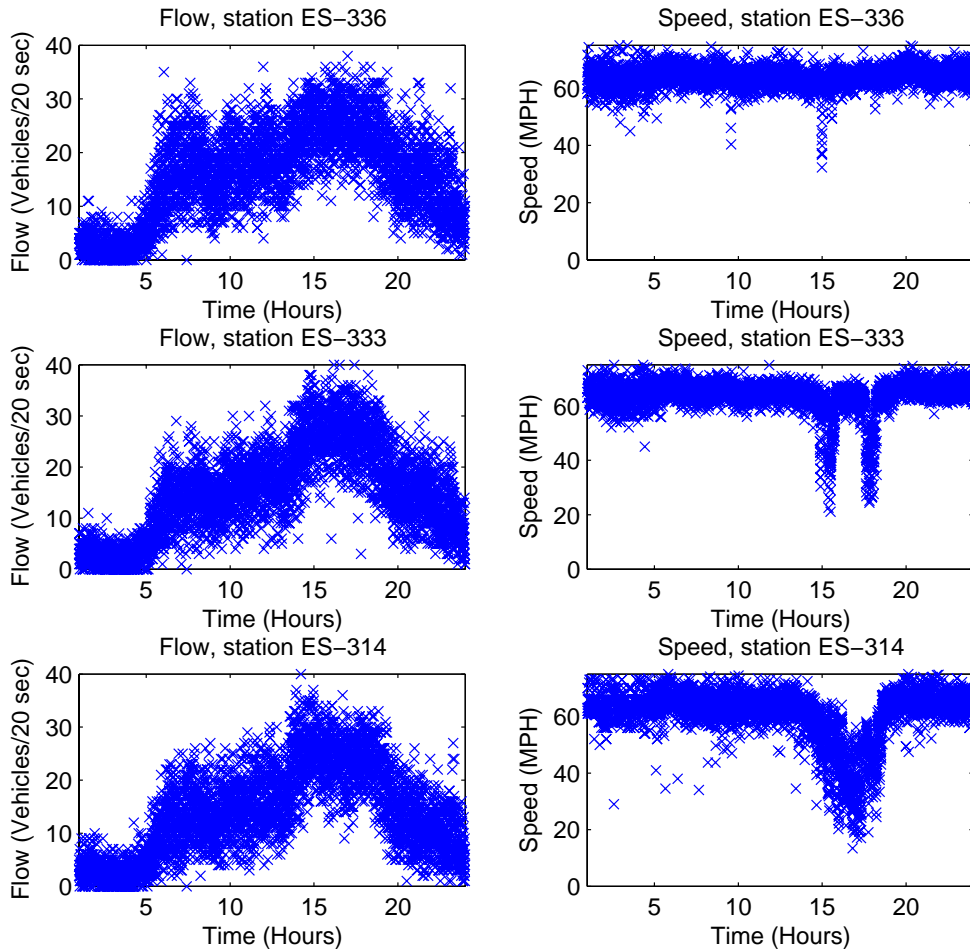 Flow, station ES−336
Speed, station ES−336
40
30
20
10
0
Flow (Vehicles/20 sec)
5
10
15
20
Time (Hours)
60
40
20
0
Speed (MPH)
5
10
15
20
Time (Hours)
Flow, station ES−333
Speed, station ES−333
40
30
20
10
0
Flow (Vehicles/20 sec)
5
10
15
20
Time (Hours)
60
40
20
0
Speed (MPH)
5
10
15
20
Time (Hours)
Flow, station ES−314
Speed, station ES−314
40
30
20
10
0
Flow (Vehicles/20 sec)
5
10
15
20
Time (Hours)
60
40
20
0
Speed (MPH)
5
10
15
20
Time (Hours)